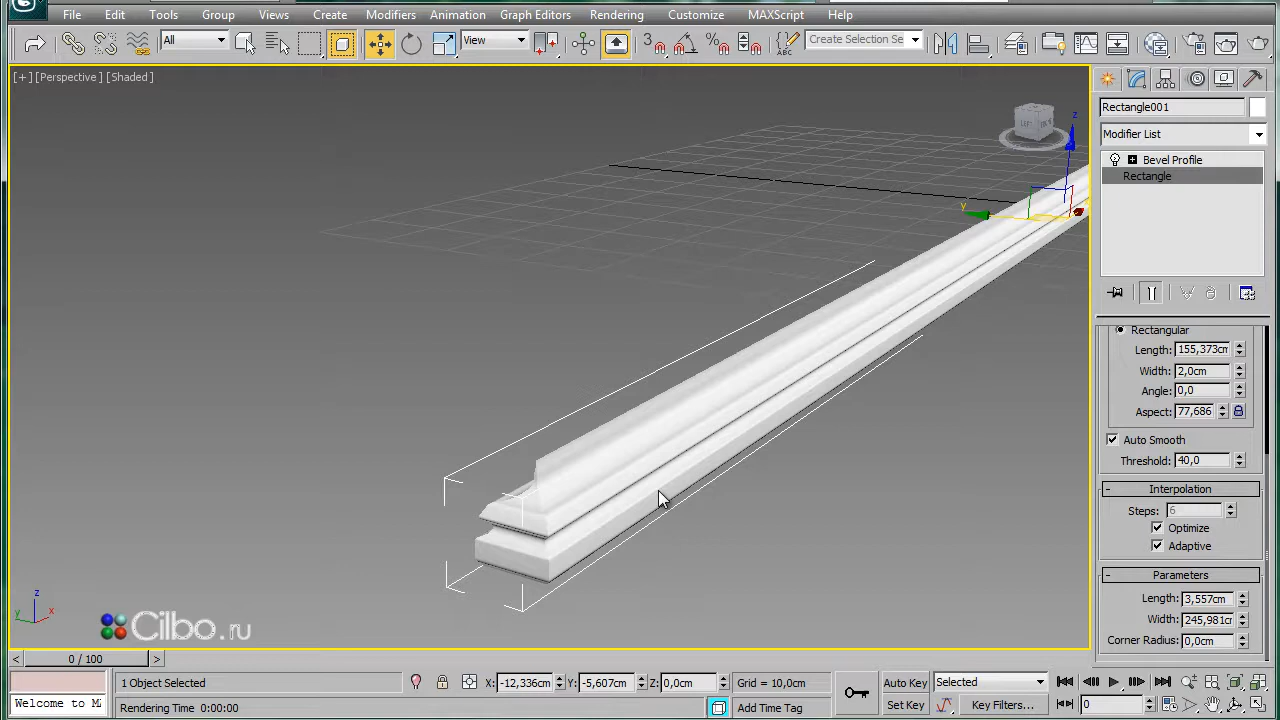 File Edit Tools Group Views Create Modifiers Animation Graph Editors Rendering Customize MAXScript Help
All View Create Selection Se
[+] [Perspective ] [Shaded ]
Rectangle001
Modifier List
Bevel Profile
Rectangle
Rectangular
Length: 155,373cm
Width: 2,0cm
Angle: 0,0
Aspect: 77,686
Auto Smooth
Threshold: 40,0
- Interpolation
Steps: 6
Optimize
Adaptive
- Parameters
Length: 3,557cm
Width: 245,981cm
Corner Radius: 0,0cm
z
y
z
y x
Cilbo.ru
< 0 / 100 >
1 Object Selected X: -12,336cm Y: -5,607cm Z: 0,0cm Grid = 10,0cm Auto Key Selected
Welcome to M Rendering Time 0:00:00 Add Time Tag Set Key Key Filters... 0